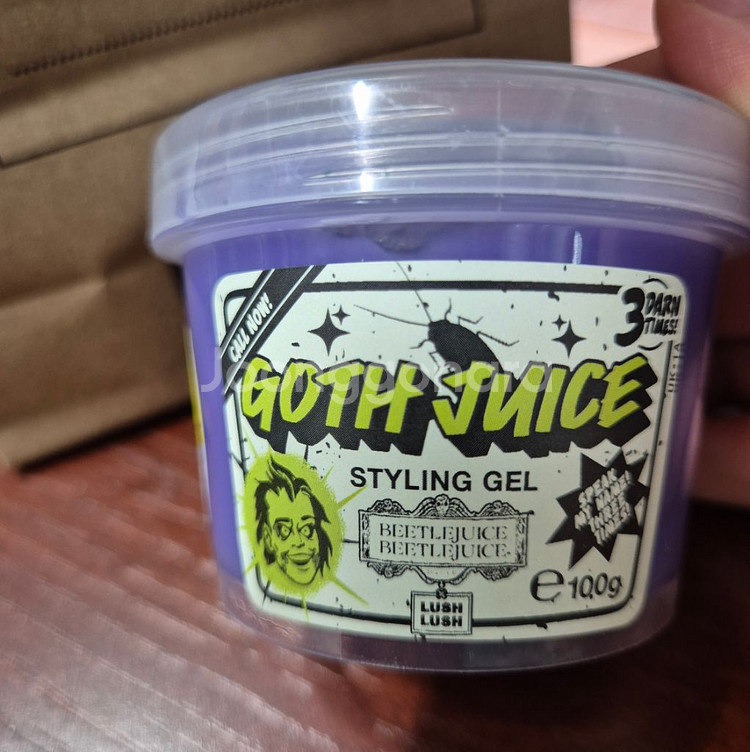 CALL NOW!
3 DARN
TIMES!
GOTH JUICE
STYLING GEL
SPEAK
MY NAME
THREE
TIMES!
BEETLEJUICE
BEETLEJUICE
e 100g
LUSH
LUSH
Joonggonara